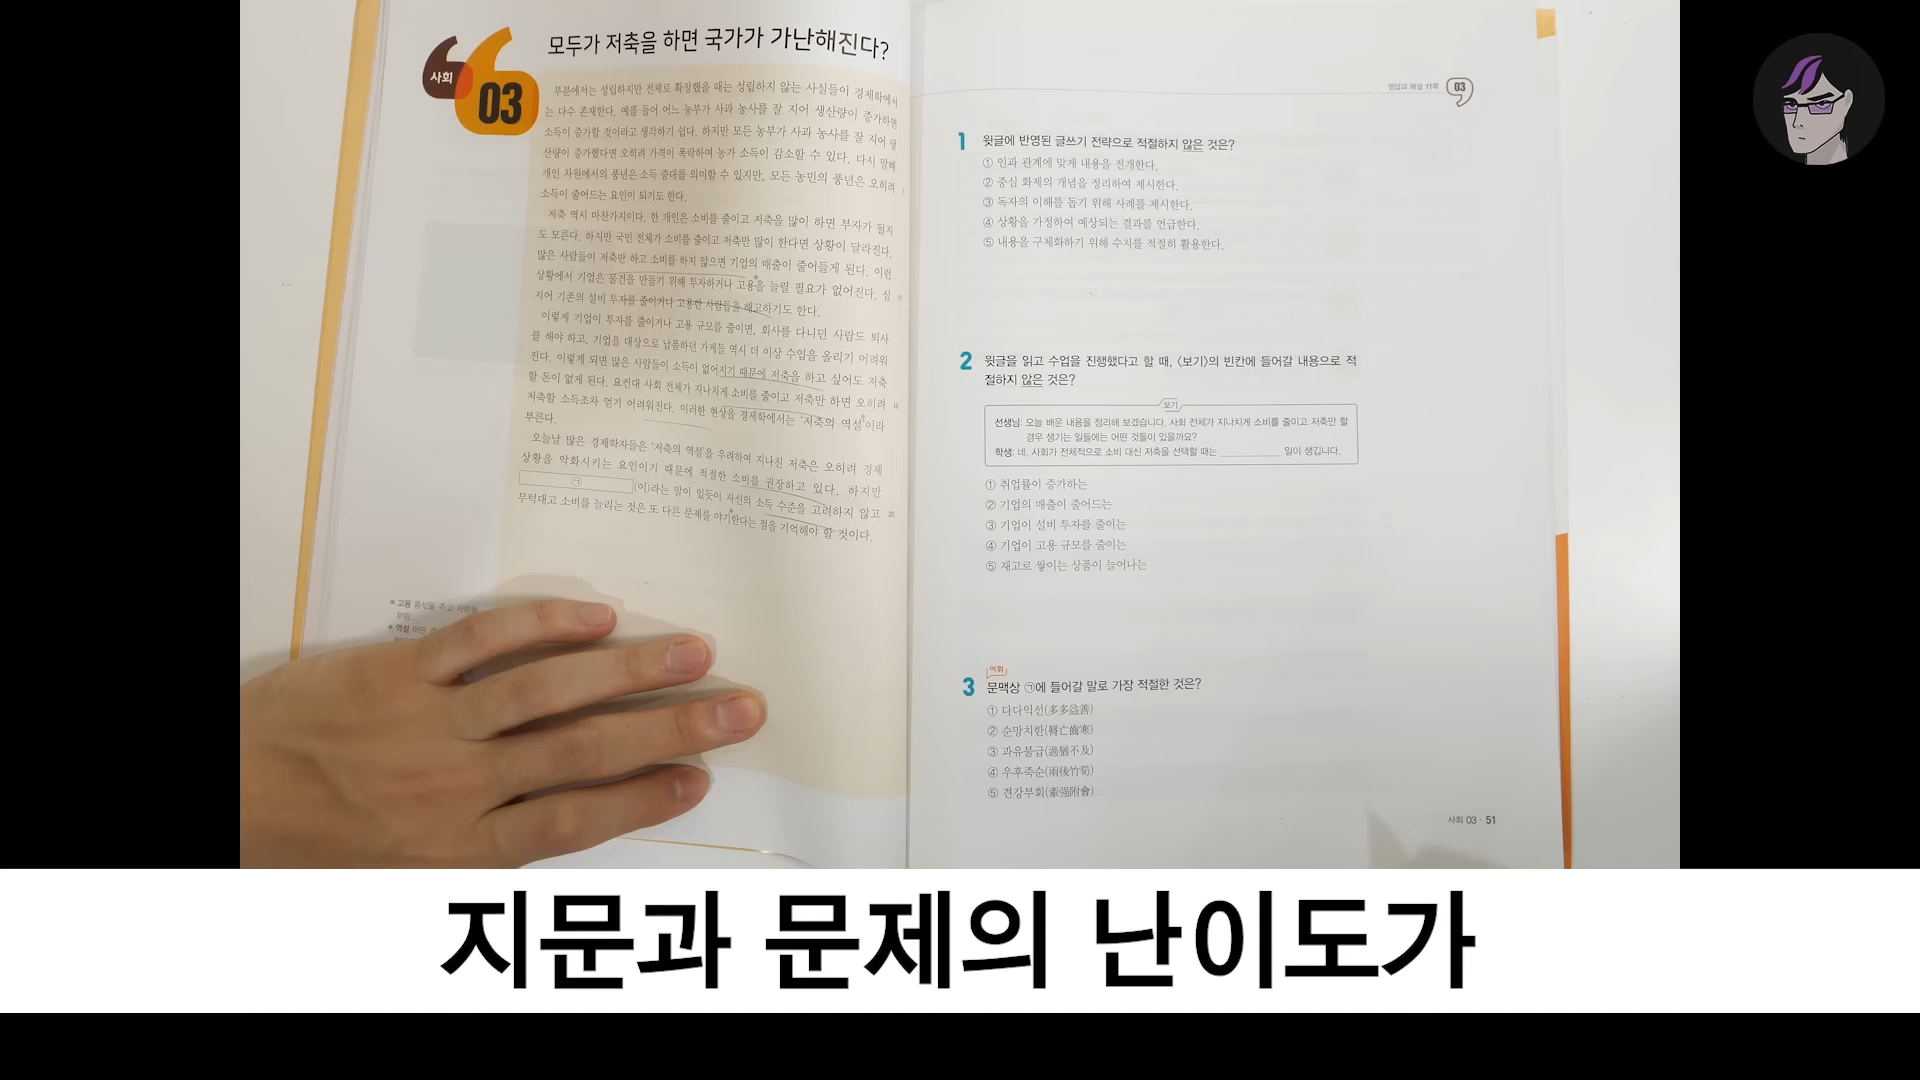 사회
03
모두가 저축을 하면 국가가 가난해진다?
부분에서는 성립하지만 전체로 확장했을 때는 성립하지 않는 사실들이 경제학에서
는 다수 존재한다. 예를 들어 어느 농부가 사과 농사를 잘 지어 생산량이 증가하면
소득이 증가할 것이라고 생각하기 쉽다. 하지만 모든 농부가 사과 농사를 잘 지어 생
산량이 증가했다면 오히려 가격이 폭락하여 농가 소득이 감소할 수 있다. 다시 말해
개인 차원에서의 풍년은 소득 증대를 의미할 수 있지만, 모든 농민의 풍년은 오히려
소득이 줄어드는 요인이 되기도 한다.
저축 역시 마찬가지이다. 한 개인은 소비를 줄이고 저축을 많이 하면 부자가 될지
도 모른다. 하지만 국민 전체가 소비를 줄이고 저축만 많이 한다면 상황이 달라진다.
많은 사람들이 저축만 하고 소비를 하지 않으면 기업의 매출이 줄어들게 된다. 이런
상황에서 기업은 물건을 만들기 위해 투자하거나 고용*을 늘릴 필요가 없어진다. 심
지어 기존의 설비 투자를 줄이거나 고용한 사람들을 해고하기도 한다.
이렇게 기업이 투자를 줄이거나 고용 규모를 줄이면, 회사를 다니던 사람도 퇴사
를 해야 하고, 기업을 대상으로 납품하던 가게들 역시 더 이상 수입을 올리기 어려워
진다. 이렇게 되면 많은 사람들이 소득이 없어지기 때문에 저축을 하고 싶어도 저축
할 돈이 없게 된다. 요컨대 사회 전체가 지나치게 소비를 줄이고 저축만 하면 오히려
저축할 소득조차 얻기 어려워진다. 이러한 현상을 경제학에서는 '저축의 역설*'이라
부른다.
오늘날 많은 경제학자들은 '저축의 역설'을 우려하여 지나친 저축은 오히려 경제
상황을 악화시키는 요인이기 때문에 적절한 소비를 권장하고 있다. 하지만
㉠ (이)라는 말이 있듯이 자신의 소득 수준을 고려하지 않고
무턱대고 소비를 늘리는 것은 또 다른 문제를 야기*한다는 점을 기억해야 할 것이다.
5
10
15
20
* 고용 품삯을 주고 사람을
부림
* 역설 어떤
정답과 해설 11쪽
03
1 윗글에 반영된 글쓰기 전략으로 적절하지 않은 것은?
① 인과 관계에 맞게 내용을 전개한다.
② 중심 화제의 개념을 정리하여 제시한다.
③ 독자의 이해를 돕기 위해 사례를 제시한다.
④ 상황을 가정하여 예상되는 결과를 언급한다.
⑤ 내용을 구체화하기 위해 수치를 적절히 활용한다.
2 윗글을 읽고 수업을 진행했다고 할 때, 〈보기〉의 빈칸에 들어갈 내용으로 적
절하지 않은 것은?
보기
선생님: 오늘 배운 내용을 정리해 보겠습니다. 사회 전체가 지나치게 소비를 줄이고 저축만 할
경우 생기는 일들에는 어떤 것들이 있을까요?
학생: 네, 사회가 전체적으로 소비 대신 저축을 선택할 때는 ____________ 일이 생깁니다.
① 취업률이 증가하는
② 기업의 매출이 줄어드는
③ 기업이 설비 투자를 줄이는
④ 기업이 고용 규모를 줄이는
⑤ 재고로 쌓이는 상품이 늘어나는
어휘
3 문맥상 ㉠에 들어갈 말로 가장 적절한 것은?
① 다다익선(多多益善)
② 순망치한(脣亡齒寒)
③ 과유불급(過猶不及)
④ 우후죽순(雨後竹筍)
⑤ 견강부회(牽强附會)
사회 03 · 51
지문과 문제의 난이도가